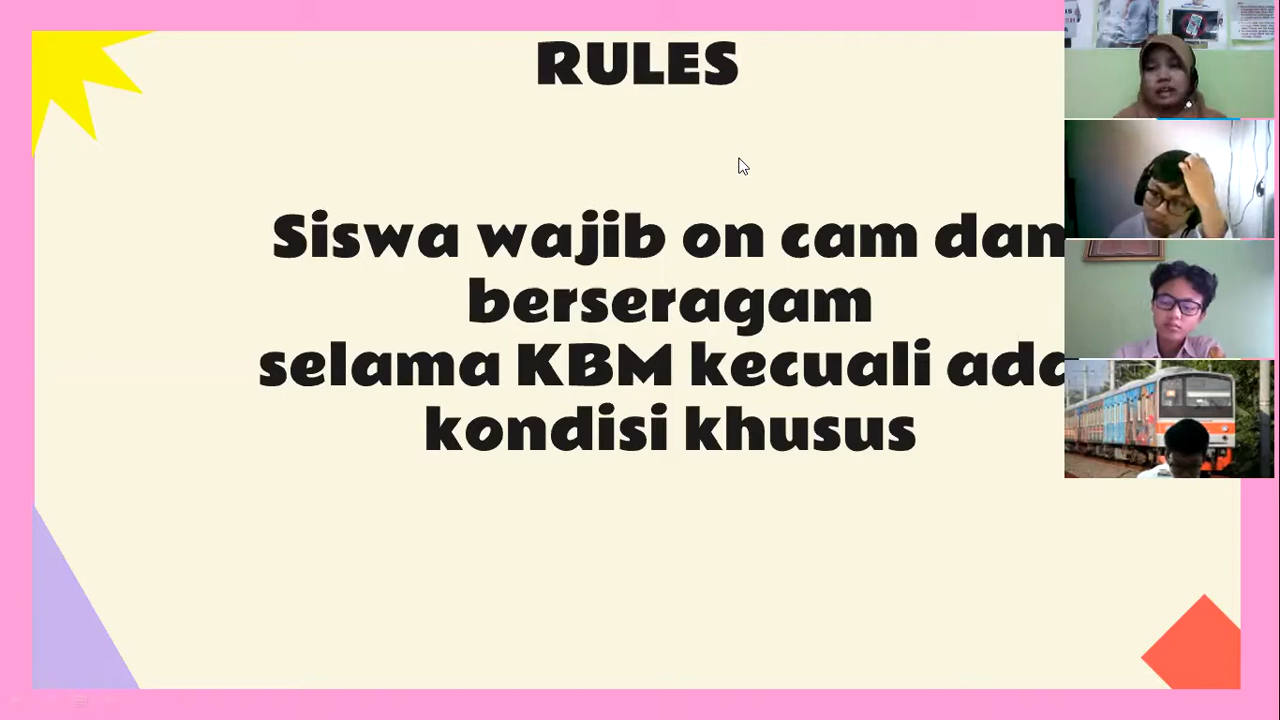 RULES
Siswa wajib on cam dan
berseragam
selama KBM kecuali ada
kondisi khusus